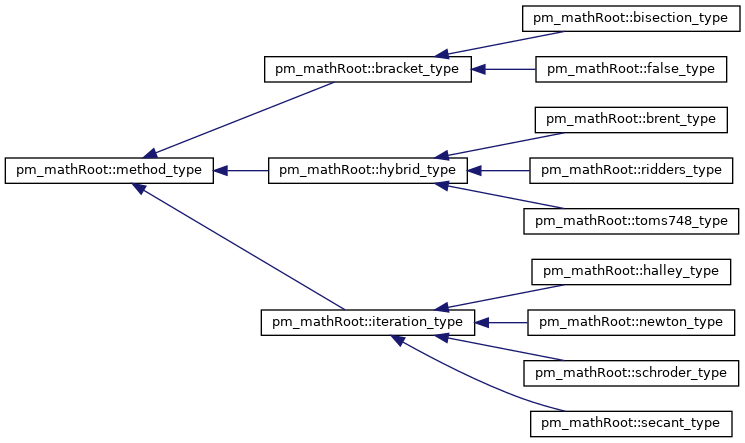 pm_mathRoot::bisection_type
pm_mathRoot::bracket_type
pm_mathRoot::false_type
pm_mathRoot::brent_type
pm_mathRoot::method_type
pm_mathRoot::hybrid_type
pm_mathRoot::ridders_type
pm_mathRoot::toms748_type
pm_mathRoot::halley_type
pm_mathRoot::iteration_type
pm_mathRoot::newton_type
pm_mathRoot::schroder_type
pm_mathRoot::secant_type